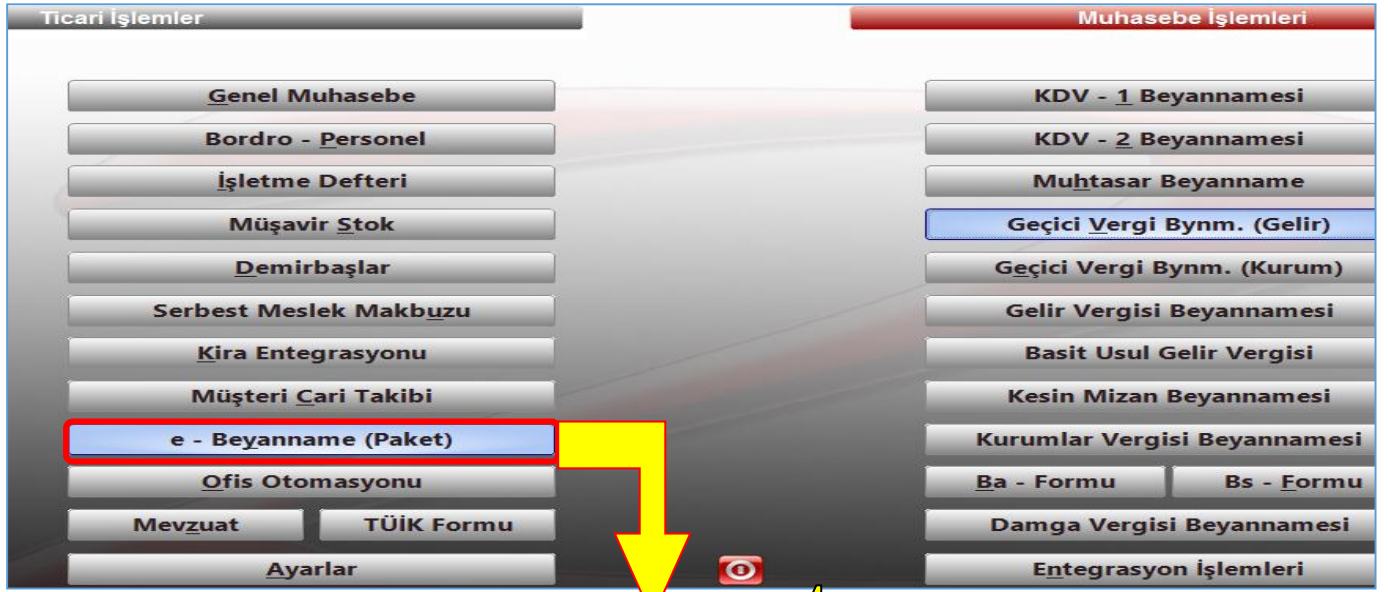 Ticari İşlemler
Genel Muhasebe
Bordro - Personel
İşletme Defteri
Müşavir Stok
Demirbaşlar
Serbest Meslek Makbuzu
Kira Entegrasyonu
Müşteri Cari Takibi
e - Beyanname (Paket)
Ofis Otomasyonu
Mevzuat TÜİK Formu
Ayarlar
Muhasebe İşlemleri
KDV - 1 Beyannamesi
KDV - 2 Beyannamesi
Muhtasar Beyanname
Geçici Vergi Bynm. (Gelir)
Geçici Vergi Bynm. (Kurum)
Gelir Vergisi Beyannamesi
Basit Usul Gelir Vergisi
Kesin Mizan Beyannamesi
Kurumlar Vergisi Beyannamesi
Ba - Formu Bs - Formu
Damga Vergisi Beyannamesi
Entegrasyon İşlemleri